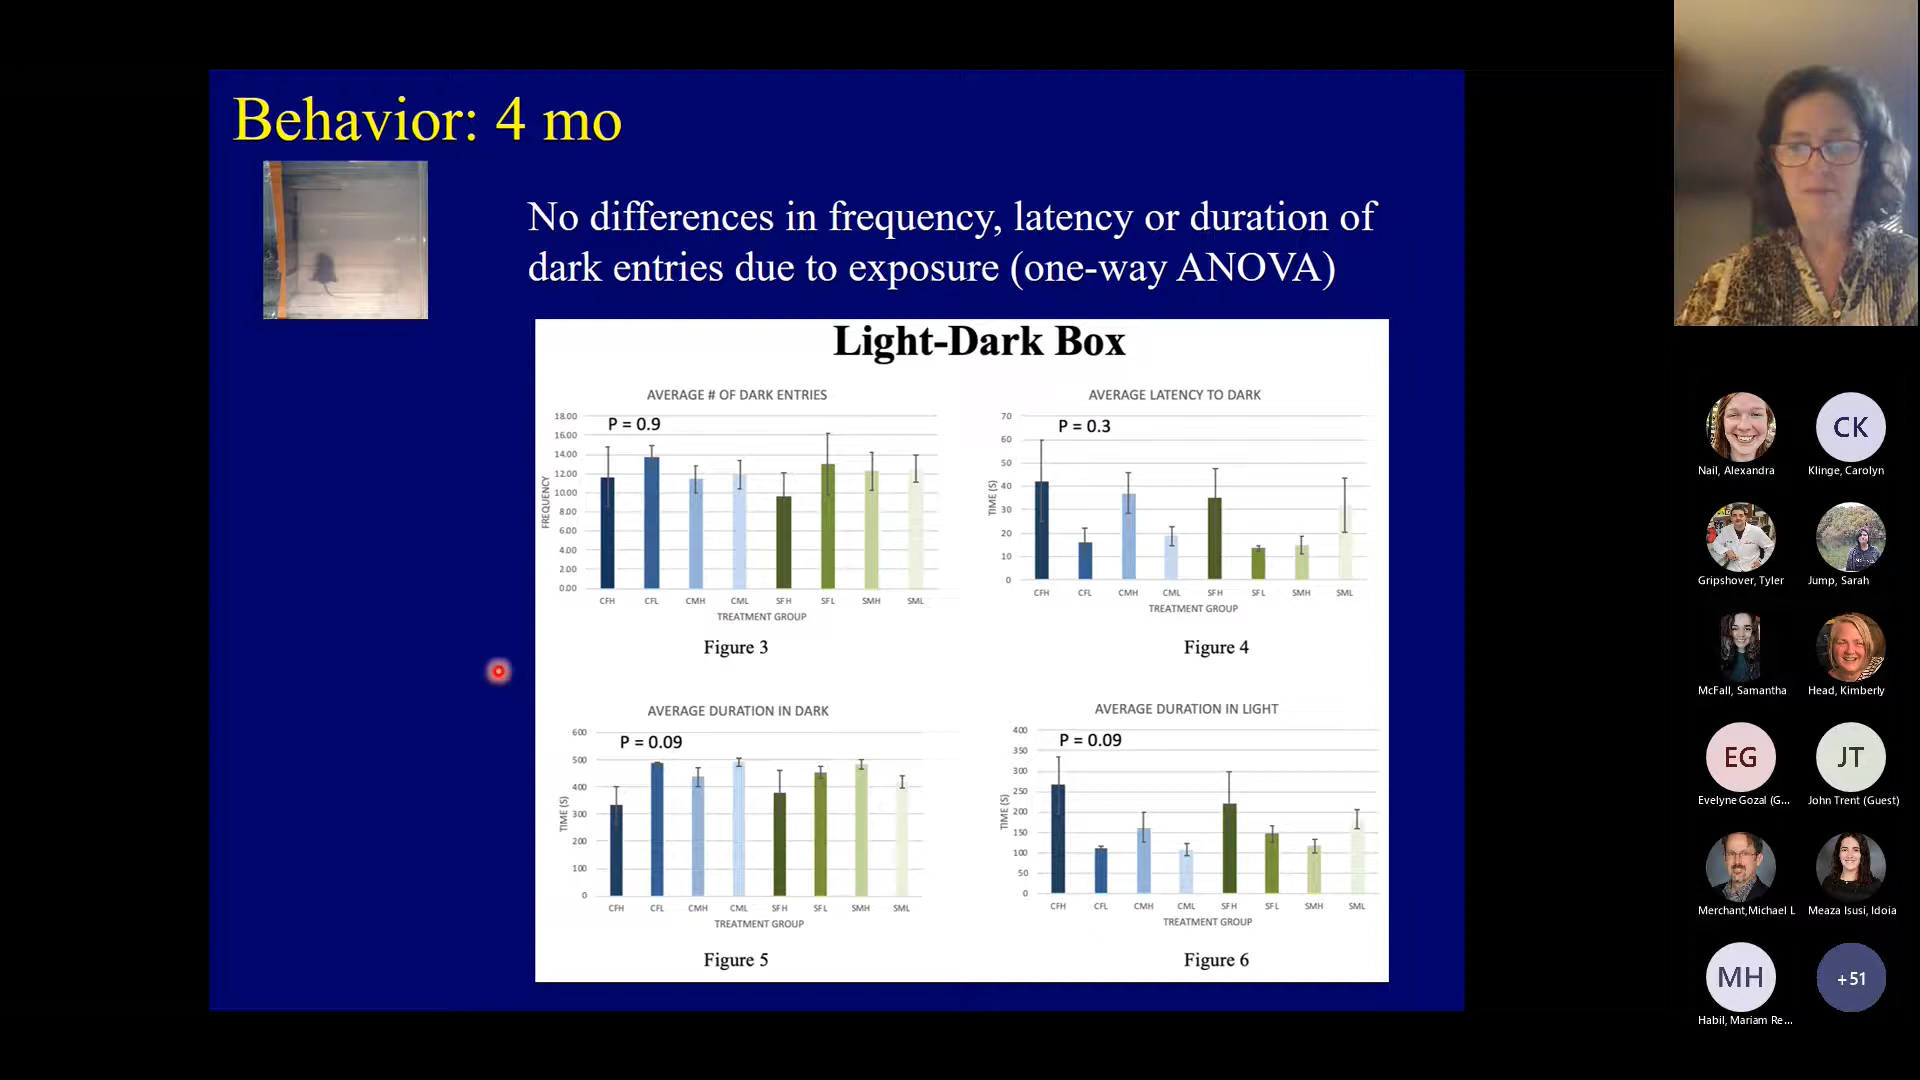 Behavior: 4 mo
No differences in frequency, latency or duration of
dark entries due to exposure (one-way ANOVA)
Light-Dark Box
AVERAGE # OF DARK ENTRIES
P = 0.9
18.00
16.00
14.00
12.00
10.00
8.00
6.00
4.00
2.00
0.00
FREQUENCY
CFH CFL CMH CML SFH SFL SMH SML
TREATMENT GROUP
Figure 3
AVERAGE LATENCY TO DARK
P = 0.3
70
60
50
40
30
20
10
0
TIME (S)
CFH CFL CMH CML SFH SFL SMH SML
TREATMENT GROUP
Figure 4
AVERAGE DURATION IN DARK
P = 0.09
600
500
400
300
200
100
0
TIME (S)
CFH CFL CMH CML SFH SFL SMH SML
TREATMENT GROUP
Figure 5
AVERAGE DURATION IN LIGHT
P = 0.09
400
350
300
250
200
150
100
50
0
TIME (S)
CFH CFL CMH CML SFH SFL SMH SML
TREATMENT GROUP
Figure 6
CK
Nail, Alexandra
Klinge, Carolyn
Gripshover, Tyler
Jump, Sarah
McFall, Samantha
Head, Kimberly
EG
JT
Evelyne Gozal (G...
John Trent (Guest)
Merchant,Michael L
Meaza Isusi, Idoia
MH
+51
Habil, Mariam Re...